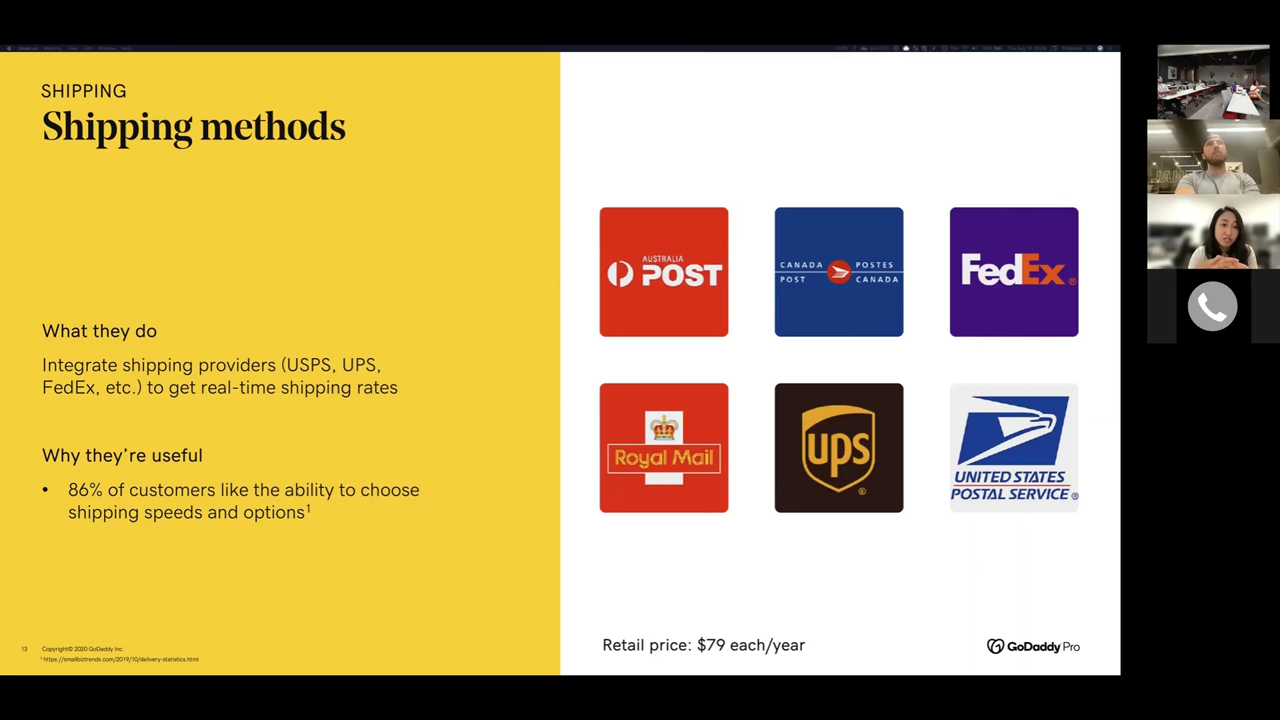 SHIPPING
Shipping methods
What they do
Integrate shipping providers (USPS, UPS,
FedEx, etc.) to get real-time shipping rates
Why they’re useful
• 86% of customers like the ability to choose
shipping speeds and options¹
AUSTRALIA
POST
CANADA POSTES
POST CANADA
FedEx®
Royal Mail
ups®
UNITED STATES
POSTAL SERVICE®
Retail price: $79 each/year
GoDaddy Pro
13 Copyright© 2020 GoDaddy Inc.
¹ https://smallbiztrends.com/2019/10/delivery-statistics.html